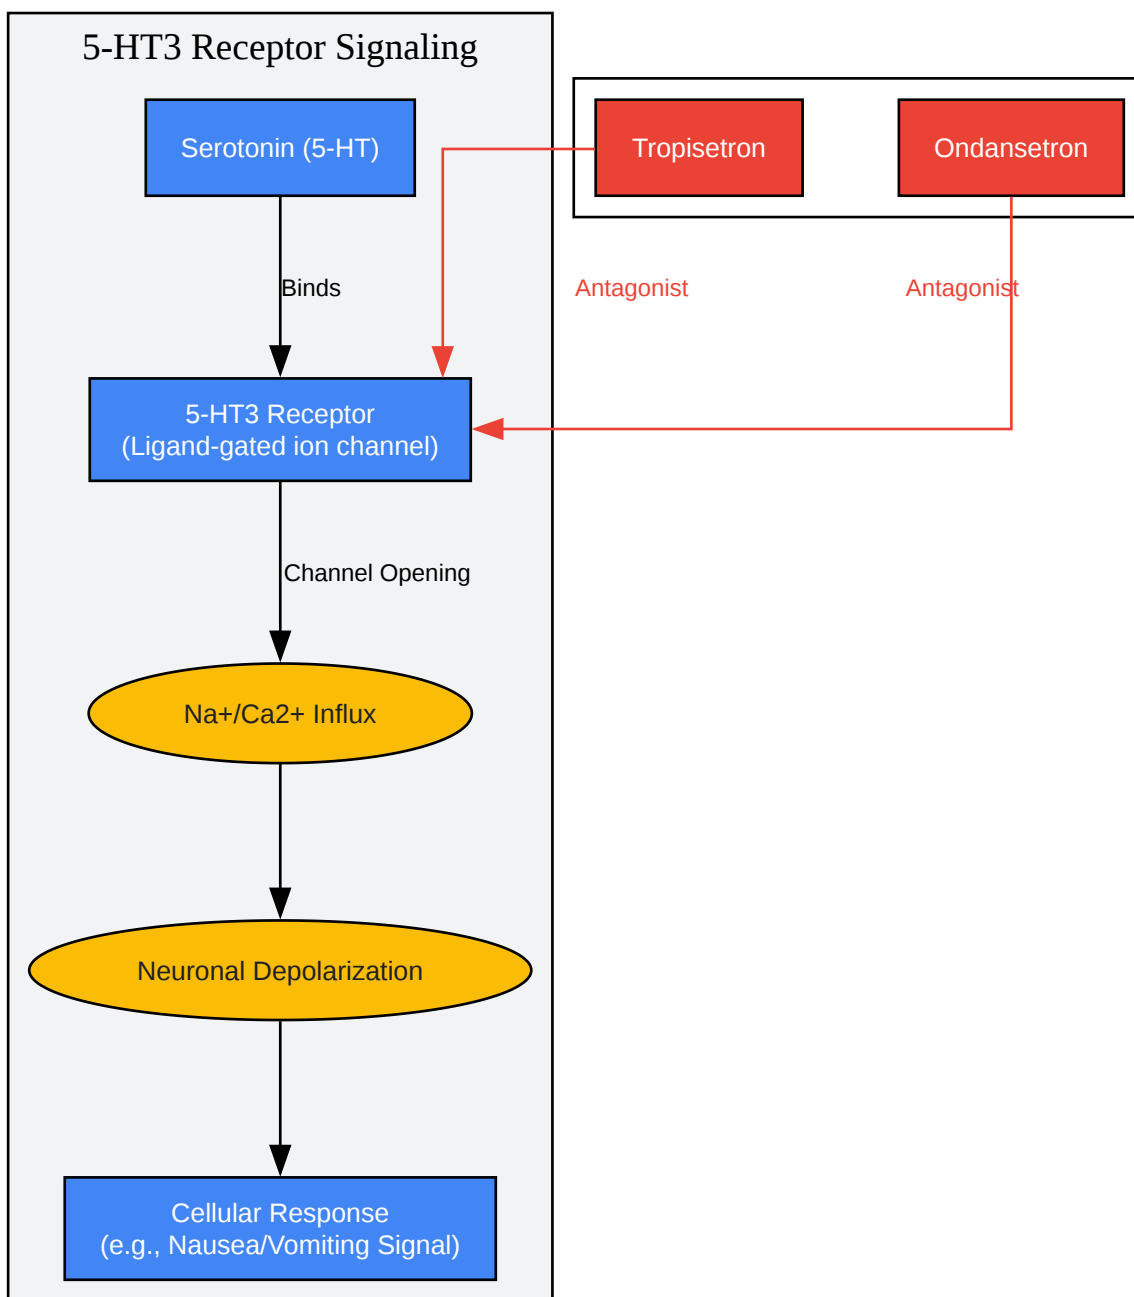 5-HT3 Receptor Signaling
Serotonin (5-HT)
Tropisetron
Ondansetron
Binds
Antagonist
Antagonist
5-HT3 Receptor
(Ligand-gated ion channel)
Channel Opening
Na+/Ca2+ Influx
Neuronal Depolarization
Cellular Response
(e.g., Nausea/Vomiting Signal)